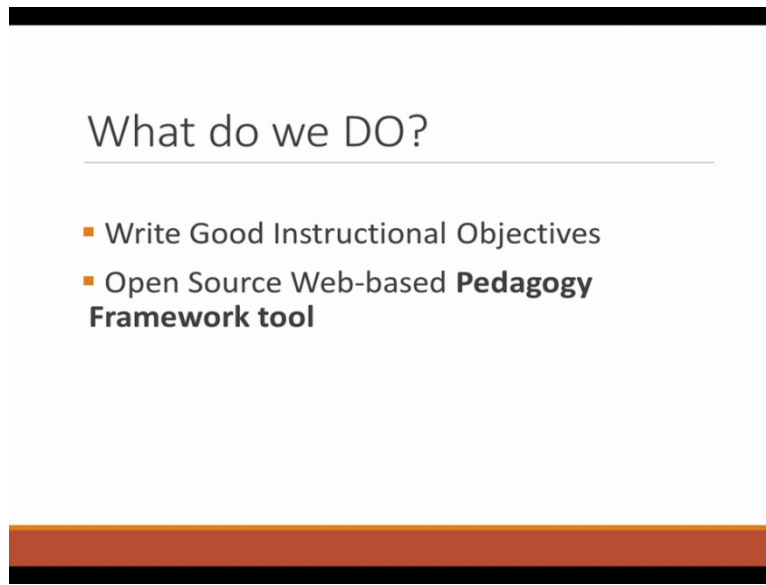 What do we DO?
▪ Write Good Instructional Objectives
▪ Open Source Web-based Pedagogy
Framework tool